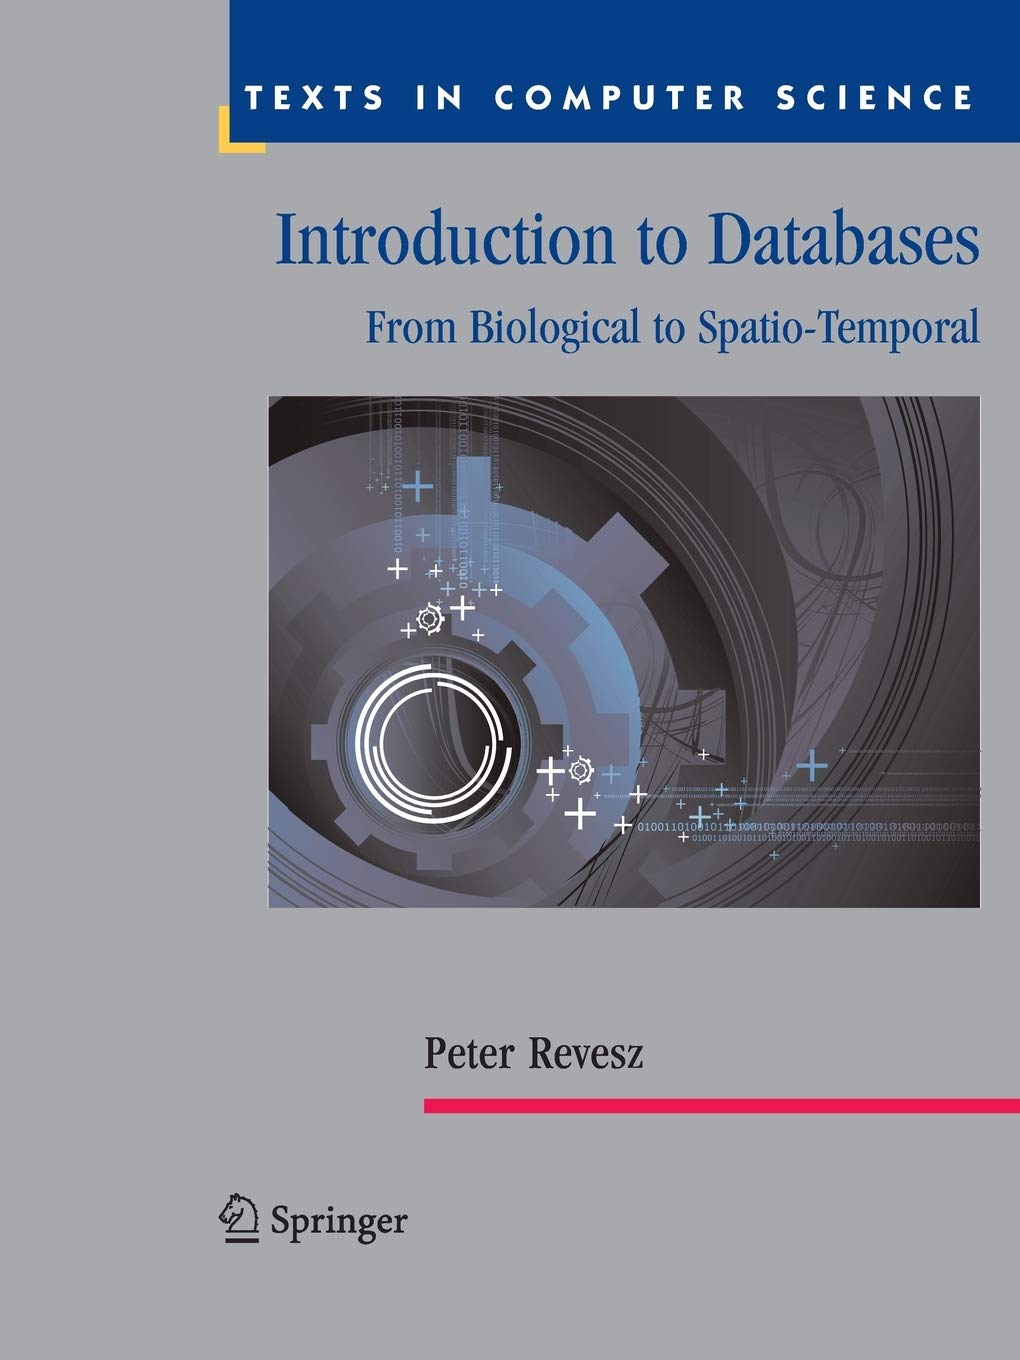 TEXTS IN COMPUTER SCIENCE
Introduction to Databases
From Biological to Spatio-Temporal
Peter Revesz
Springer